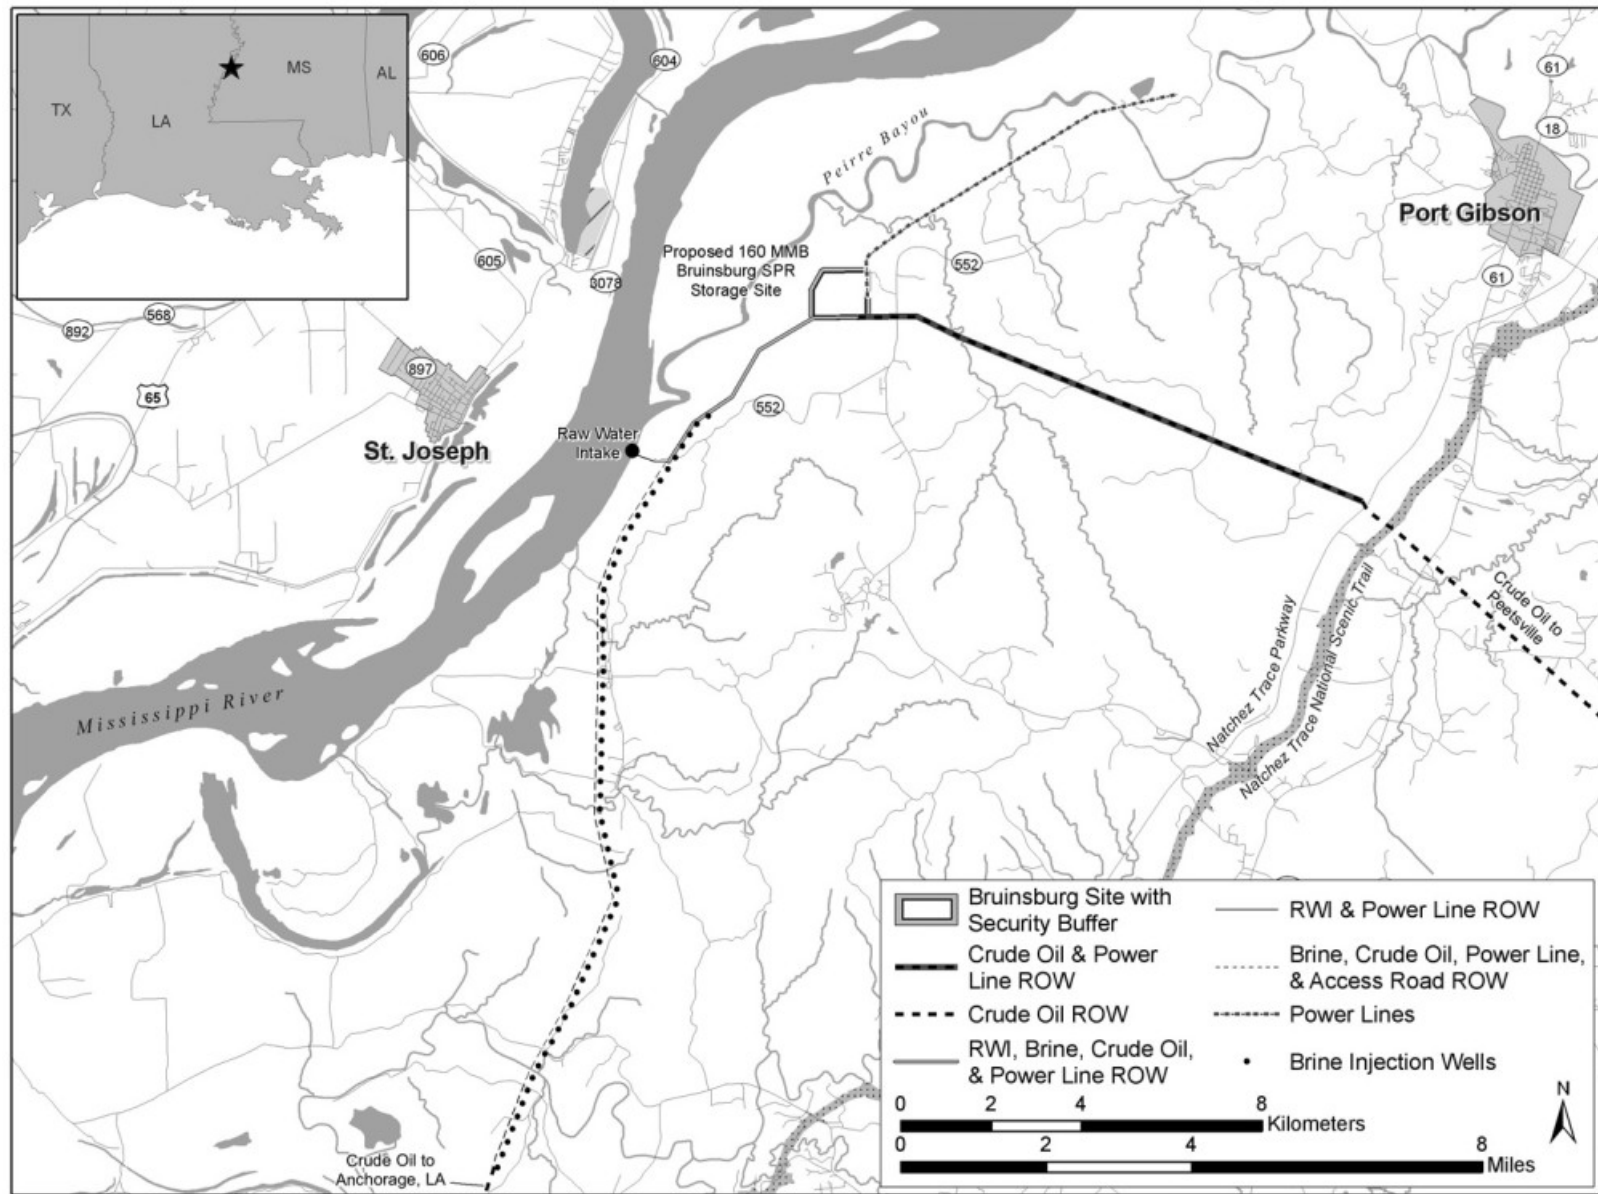 TX
LA
MS
AL
606
604
61
18
Peirre Bayou
Port Gibson
Proposed 160 MMB
Bruinsburg SPR
Storage Site
605
3078
552
61
892
568
897
65
552
St. Joseph
Raw Water
Intake
Crude Oil to
Peetsville
Natchez Trace Parkway
Natchez Trace National Scenic Trail
Mississippi River
Bruinsburg Site with
Security Buffer
Crude Oil & Power
Line ROW
Crude Oil ROW
RWI, Brine, Crude Oil,
& Power Line ROW
RWI & Power Line ROW
Brine, Crude Oil, Power Line,
& Access Road ROW
Power Lines
Brine Injection Wells
N
0 2 4 8
Kilometers
0 2 4 8
Miles
Crude Oil to
Anchorage, LA